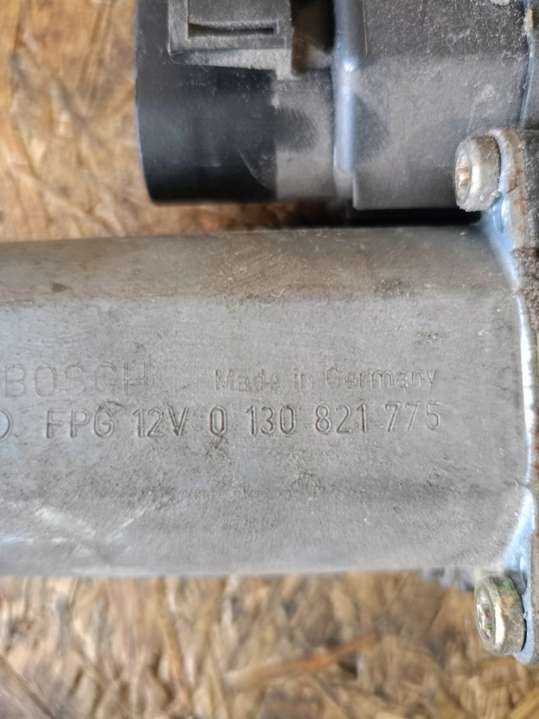 BOSCH Made in Germany
D. FPG 12V 0 130 821 775